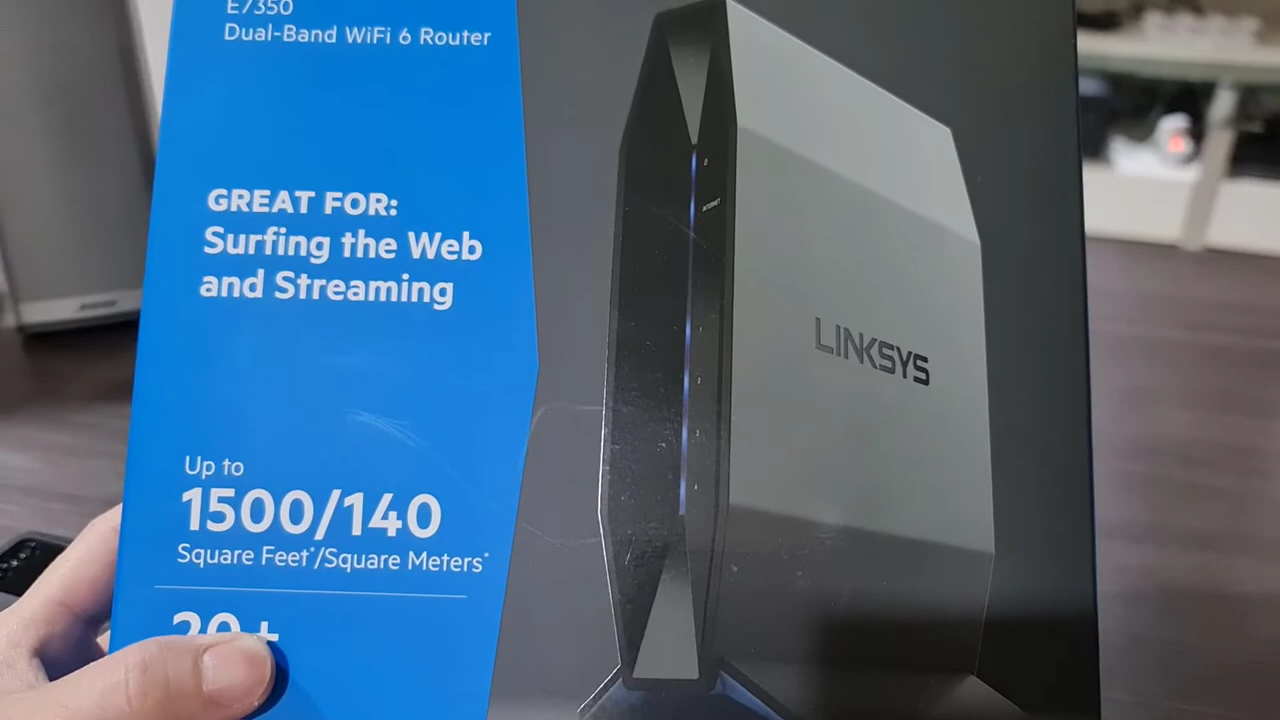 E7350
Dual-Band WiFi 6 Router
GREAT FOR:
Surfing the Web
and Streaming
Up to
1500/140
Square Feet*/Square Meters*
20+
INTERNET
LINKSYS